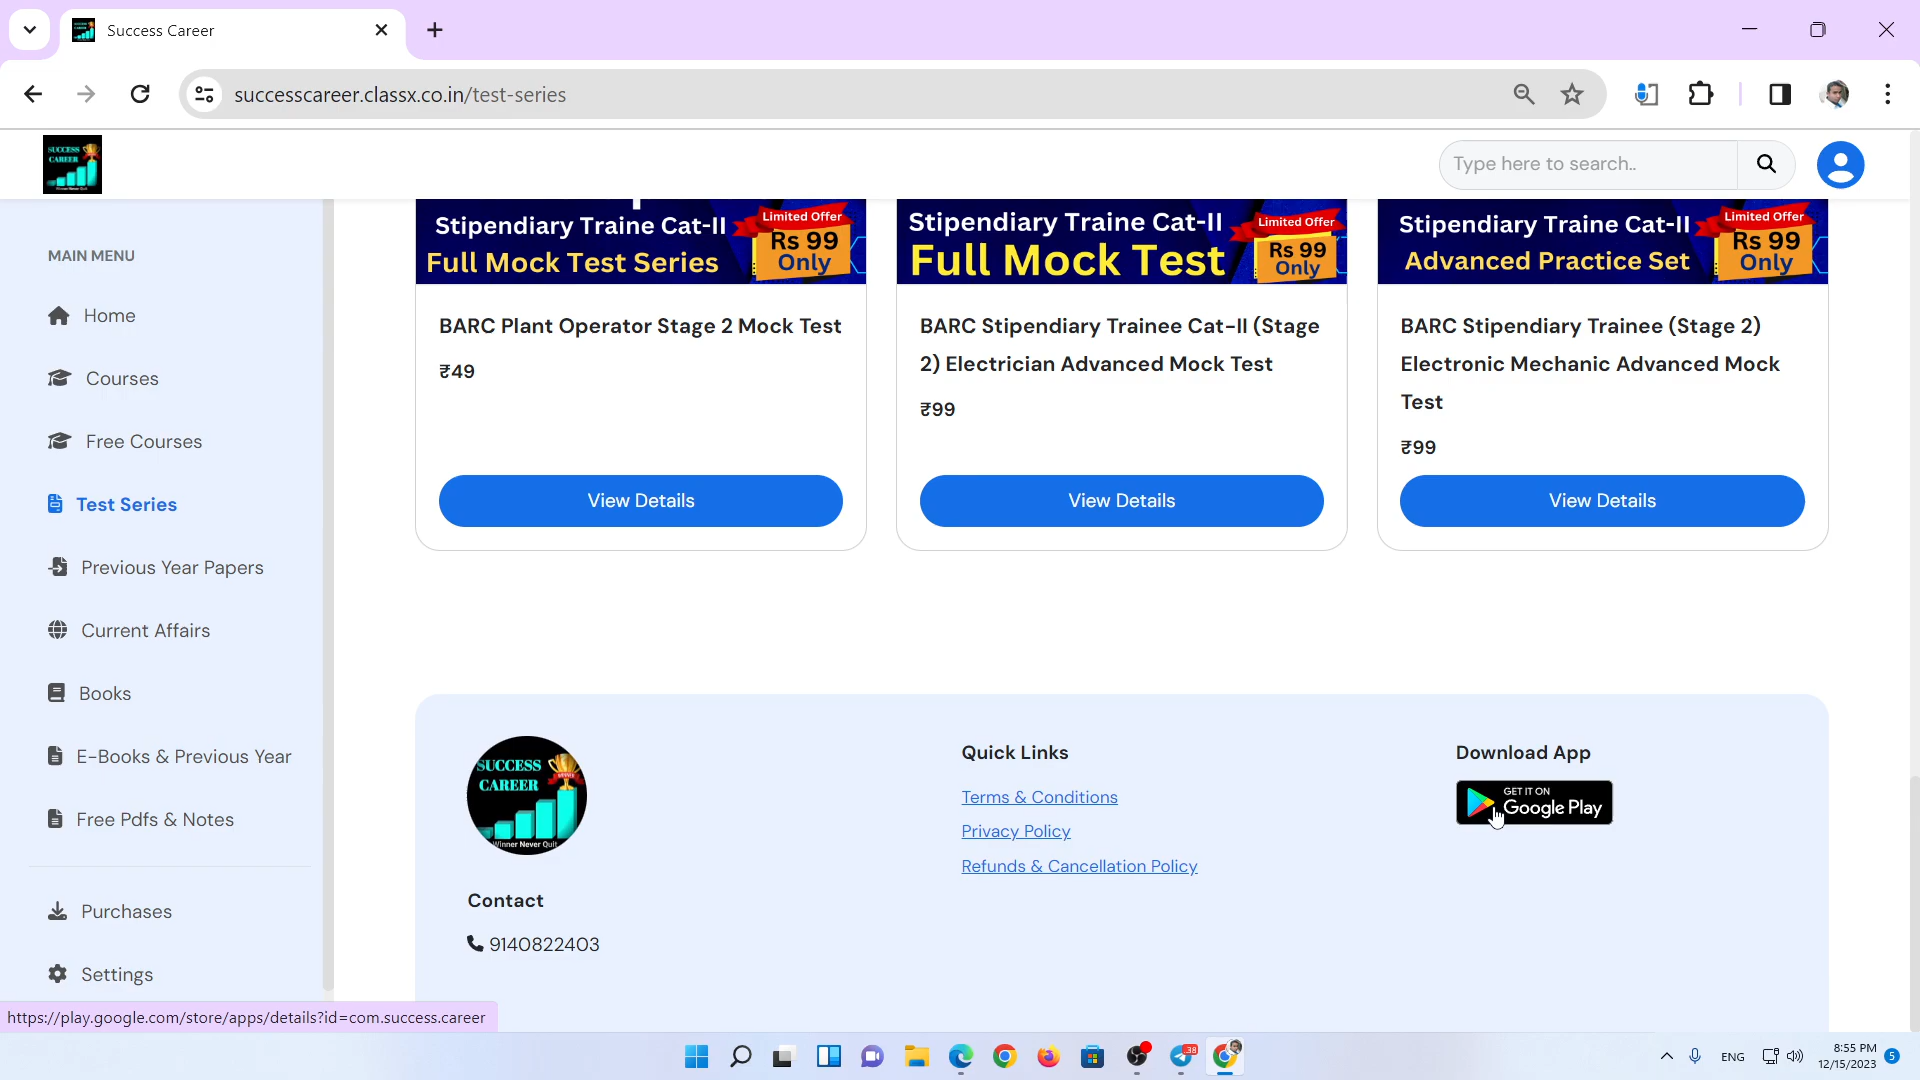 Success Career
successcareer.classx.co.in/test-series
SUCCESS
CAREER
Type here to search..
MAIN MENU
Home
Courses
Free Courses
Test Series
Previous Year Papers
Current Affairs
Books
E-Books & Previous Year
Free Pdfs & Notes
Purchases
Settings
Stipendiary Traine Cat-II
Full Mock Test Series
Limited Offer
Rs 99
Only
BARC Plant Operator Stage 2 Mock Test
₹49
View Details
Stipendiary Traine Cat-II
Full Mock Test
Limited Offer
Rs 99
Only
BARC Stipendiary Trainee Cat-II (Stage
2) Electrician Advanced Mock Test
₹99
View Details
Stipendiary Traine Cat-II
Advanced Practice Set
Limited Offer
Rs 99
Only
BARC Stipendiary Trainee (Stage 2)
Electronic Mechanic Advanced Mock
Test
₹99
View Details
SUCCESS
CAREER
Winner Never Quit
Contact
9140822403
Quick Links
Terms & Conditions
Privacy Policy
Refunds & Cancellation Policy
Download App
GET IT ON
Google Play
https://play.google.com/store/apps/details?id=com.success.career
38
ENG
8:55 PM
12/15/2023
5